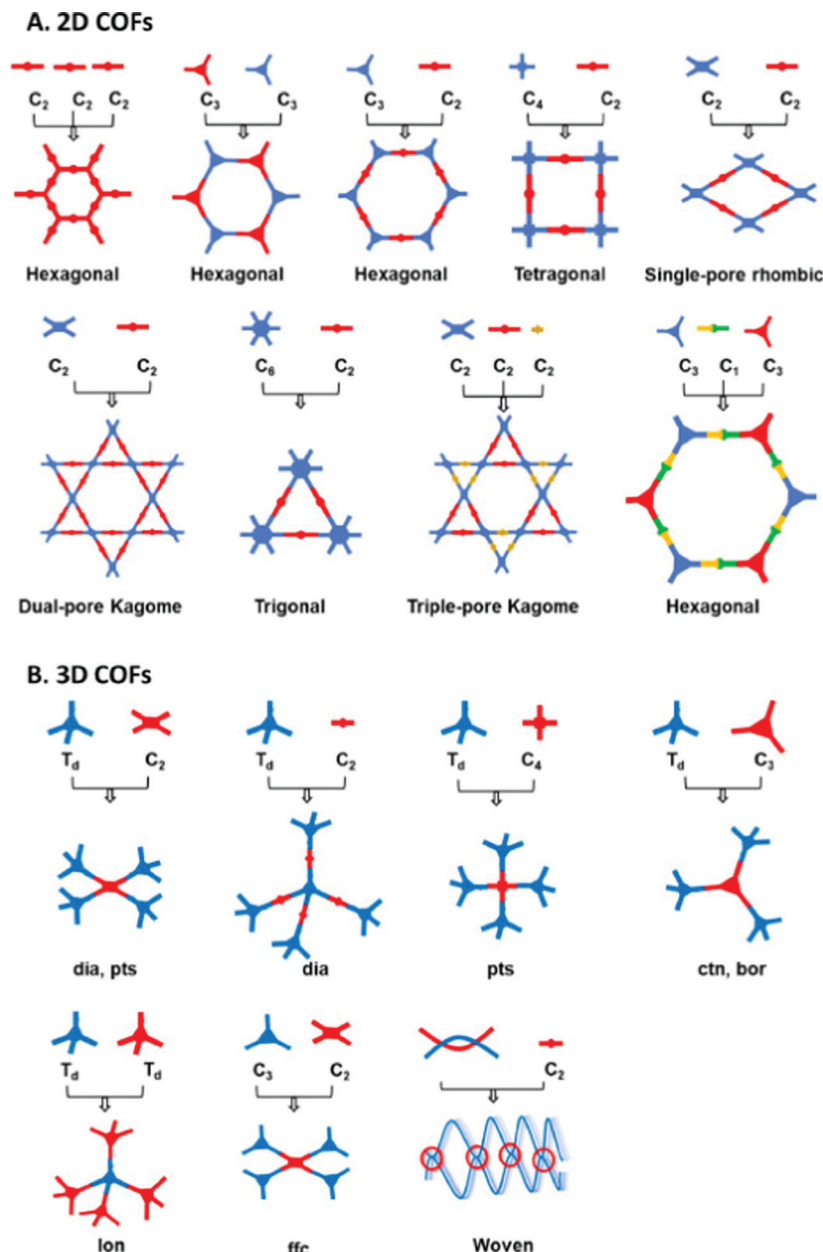 A. 2D COFs
C2 C2 C2 C3 C3 C3 C2 C4 C2 C2 C2
Hexagonal Hexagonal Hexagonal Tetragonal Single-pore rhombic
C2 C2 C6 C2 C2 C2 C2 C3 C1 C3
Dual-pore Kagome Trigonal Triple-pore Kagome Hexagonal
B. 3D COFs
Td C2 Td C2 Td C4 Td C3
dia, pts dia pts ctn, bor
Td Td C3 C2 C2
lon ffc Woven